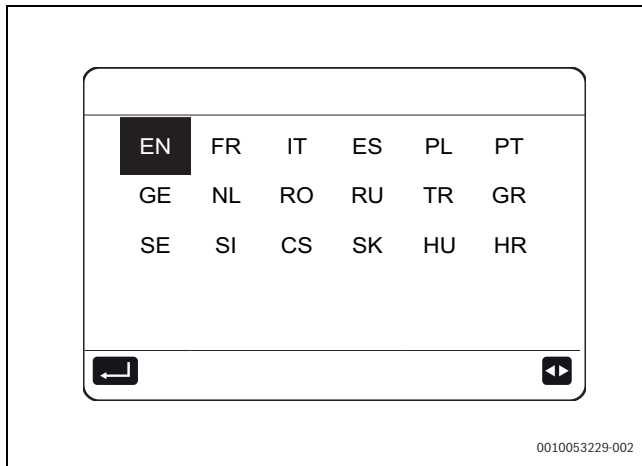 EN FR IT ES PL PT
GE NL RO RU TR GR
SE SI CS SK HU HR
0010053229-002